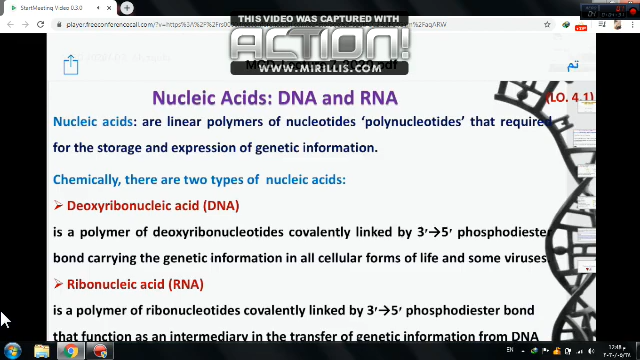 StartMeeting Video 0.3.0
THIS VIDEO WAS CAPTURED WITH
ACTION!
WWW.MIRILLIS.COM
تم
Nucleic Acids: DNA and RNA
(LO. 4.1)
Nucleic acids: are linear polymers of nucleotides ‘polynucleotides’ that required
for the storage and expression of genetic information.
Chemically, there are two types of nucleic acids:
➢ Deoxyribonucleic acid (DNA)
is a polymer of deoxyribonucleotides covalently linked by 3′→5′ phosphodiester
bond carrying the genetic information in all cellular forms of life and some viruses.
➢ Ribonucleic acid (RNA)
is a polymer of ribonucleotides covalently linked by 3′→5′ phosphodiester bond
that function as an intermediary in the transfer of genetic information from DNA
EN